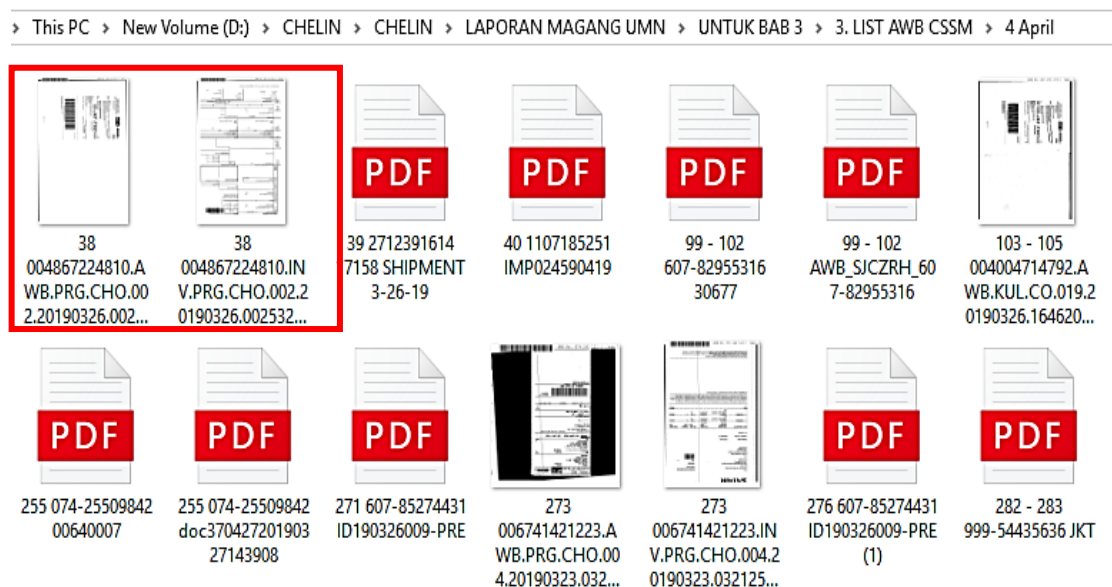 > This PC > New Volume (D:) > CHELIN > CHELIN > LAPORAN MAGANG UMN > UNTUK BAB 3 > 3. LIST AWB CSSM > 4 April
38
004867224810.A
WB.PRG.CHO.00
2.20190326.002...
38
004867224810.IN
V.PRG.CHO.002.2
0190326.002532...
PDF
39 2712391614
7158 SHIPMENT
3-26-19
PDF
40 1107185251
IMP024590419
PDF
99 - 102
607-82955316
30677
PDF
99 - 102
AWB_SJCZRH_60
7-82955316
103 - 105
004004714792.A
WB.KUL.CO.019.2
0190326.164620...
PDF
255 074-25509842
00640007
PDF
255 074-25509842
doc370427201903
27143908
PDF
271 607-85274431
ID190326009-PRE
273
006741421223.A
WB.PRG.CHO.00
4.20190323.032...
273
006741421223.IN
V.PRG.CHO.004.2
0190323.032125...
PDF
276 607-85274431
ID190326009-PRE
(1)
PDF
282 - 283
999-54435636 JKT